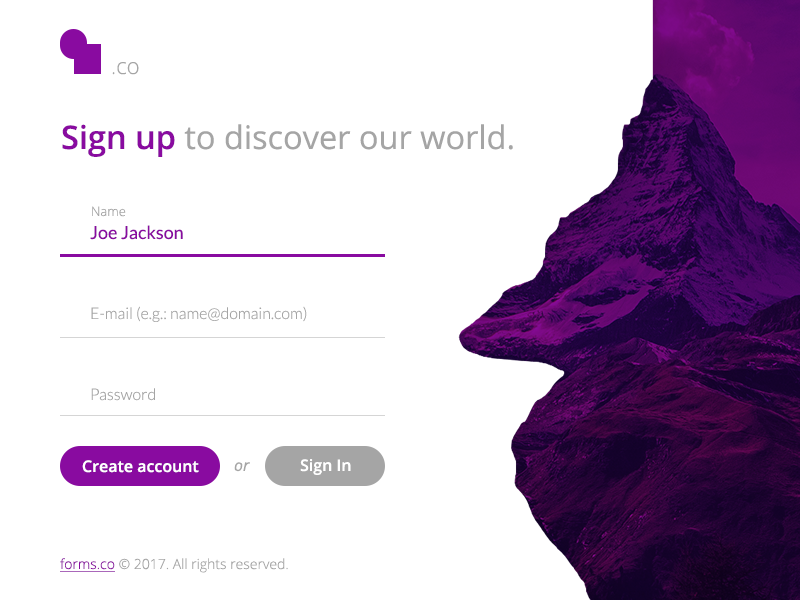 .CO
Sign up to discover our world.
Name
Joe Jackson
E-mail (e.g.: name@domain.com)
Password
Create account or Sign In
forms.co © 2017. All rights reserved.